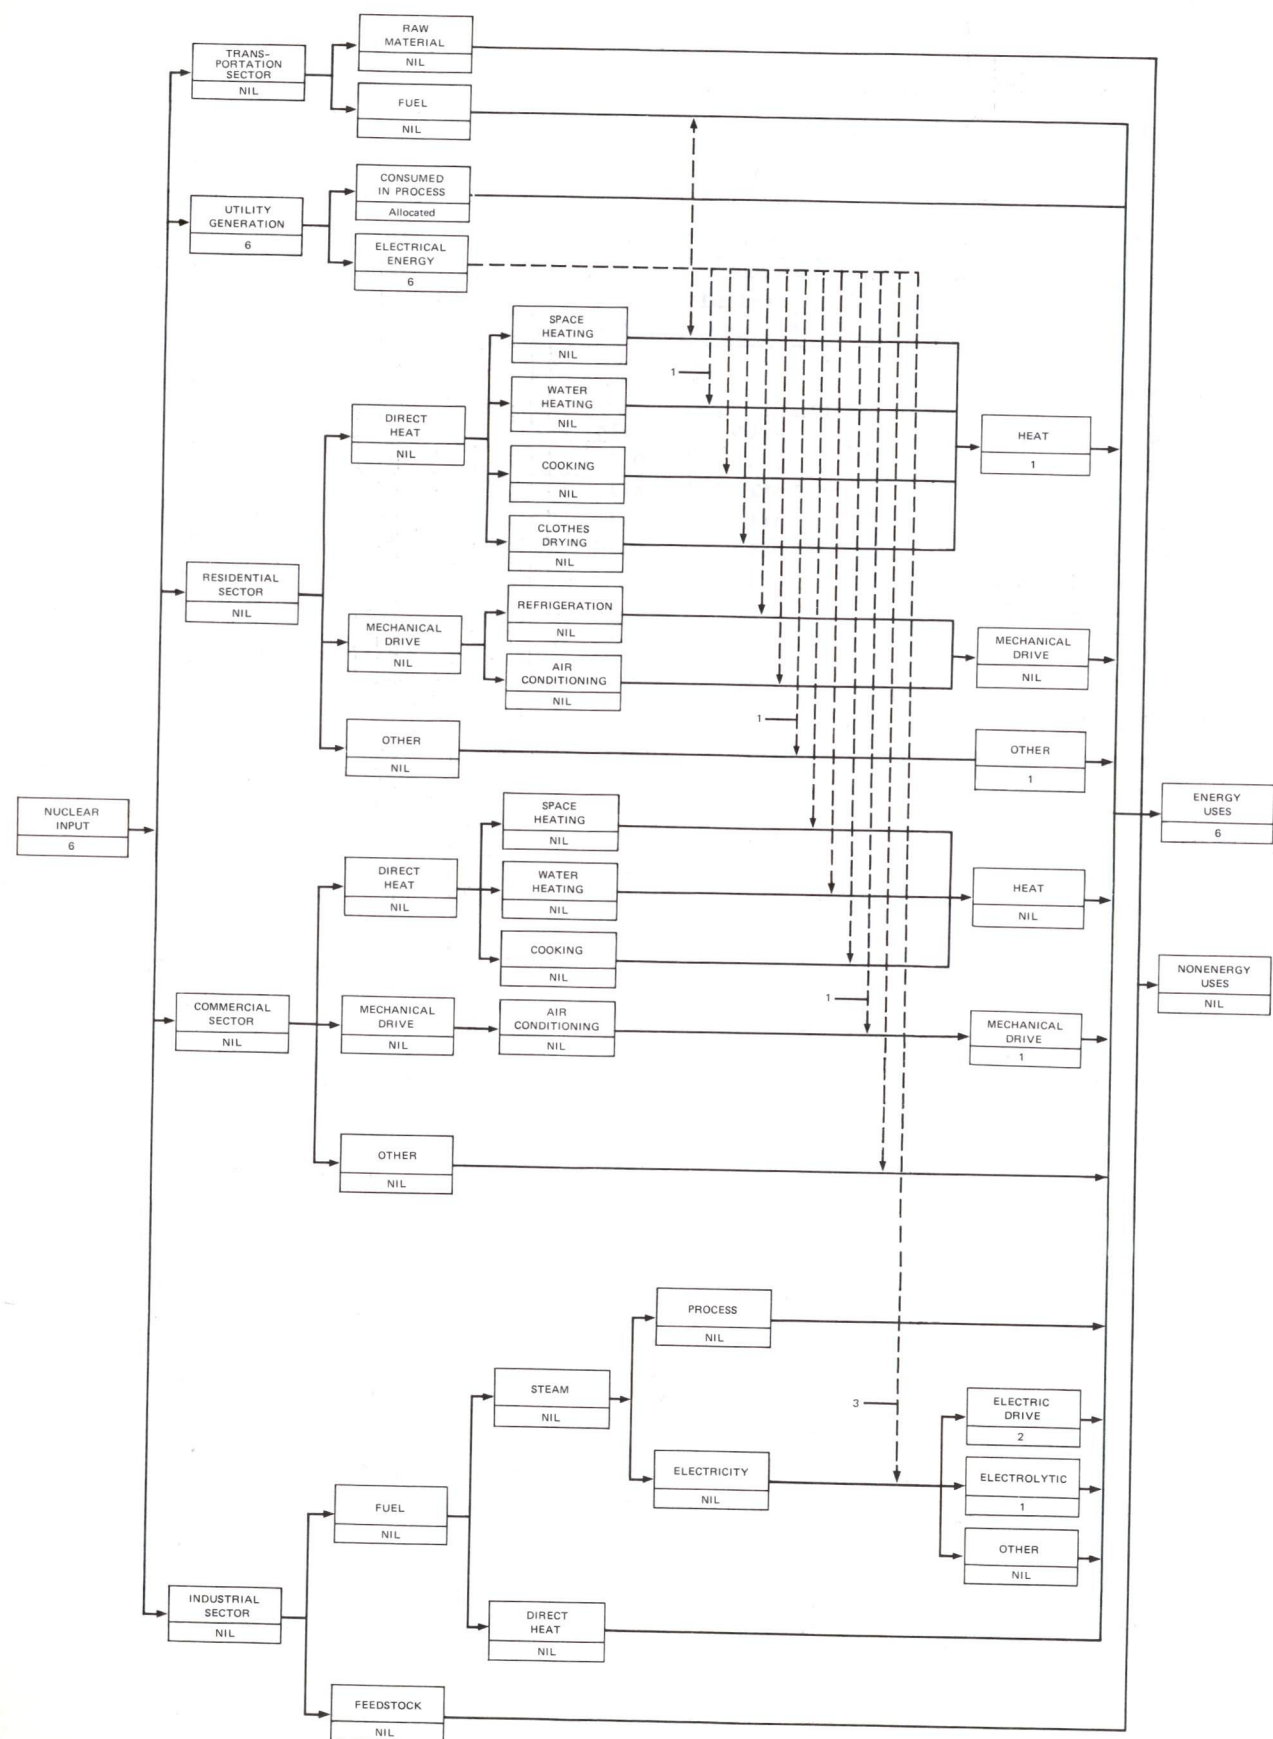 RAW
MATERIAL
NIL
TRANS-
PORTATION
SECTOR
NIL
FUEL
NIL
CONSUMED
IN PROCESS
Allocated
UTILITY
GENERATION
6
ELECTRICAL
ENERGY
6
SPACE
HEATING
NIL
1
WATER
HEATING
NIL
DIRECT
HEAT
NIL
HEAT
1
COOKING
NIL
CLOTHES
DRYING
NIL
RESIDENTIAL
SECTOR
NIL
REFRIGERATION
NIL
MECHANICAL
DRIVE
NIL
MECHANICAL
DRIVE
NIL
AIR
CONDITIONING
NIL
1
OTHER
NIL
OTHER
1
NUCLEAR
INPUT
6
SPACE
HEATING
NIL
ENERGY
USES
6
DIRECT
HEAT
NIL
WATER
HEATING
NIL
HEAT
NIL
COOKING
NIL
NONENERGY
USES
NIL
1
COMMERCIAL
SECTOR
NIL
MECHANICAL
DRIVE
NIL
AIR
CONDITIONING
NIL
MECHANICAL
DRIVE
1
OTHER
NIL
PROCESS
NIL
STEAM
NIL
3
ELECTRIC
DRIVE
2
ELECTRICITY
NIL
ELECTROLYTIC
1
FUEL
NIL
OTHER
NIL
INDUSTRIAL
SECTOR
NIL
DIRECT
HEAT
NIL
FEEDSTOCK
NIL